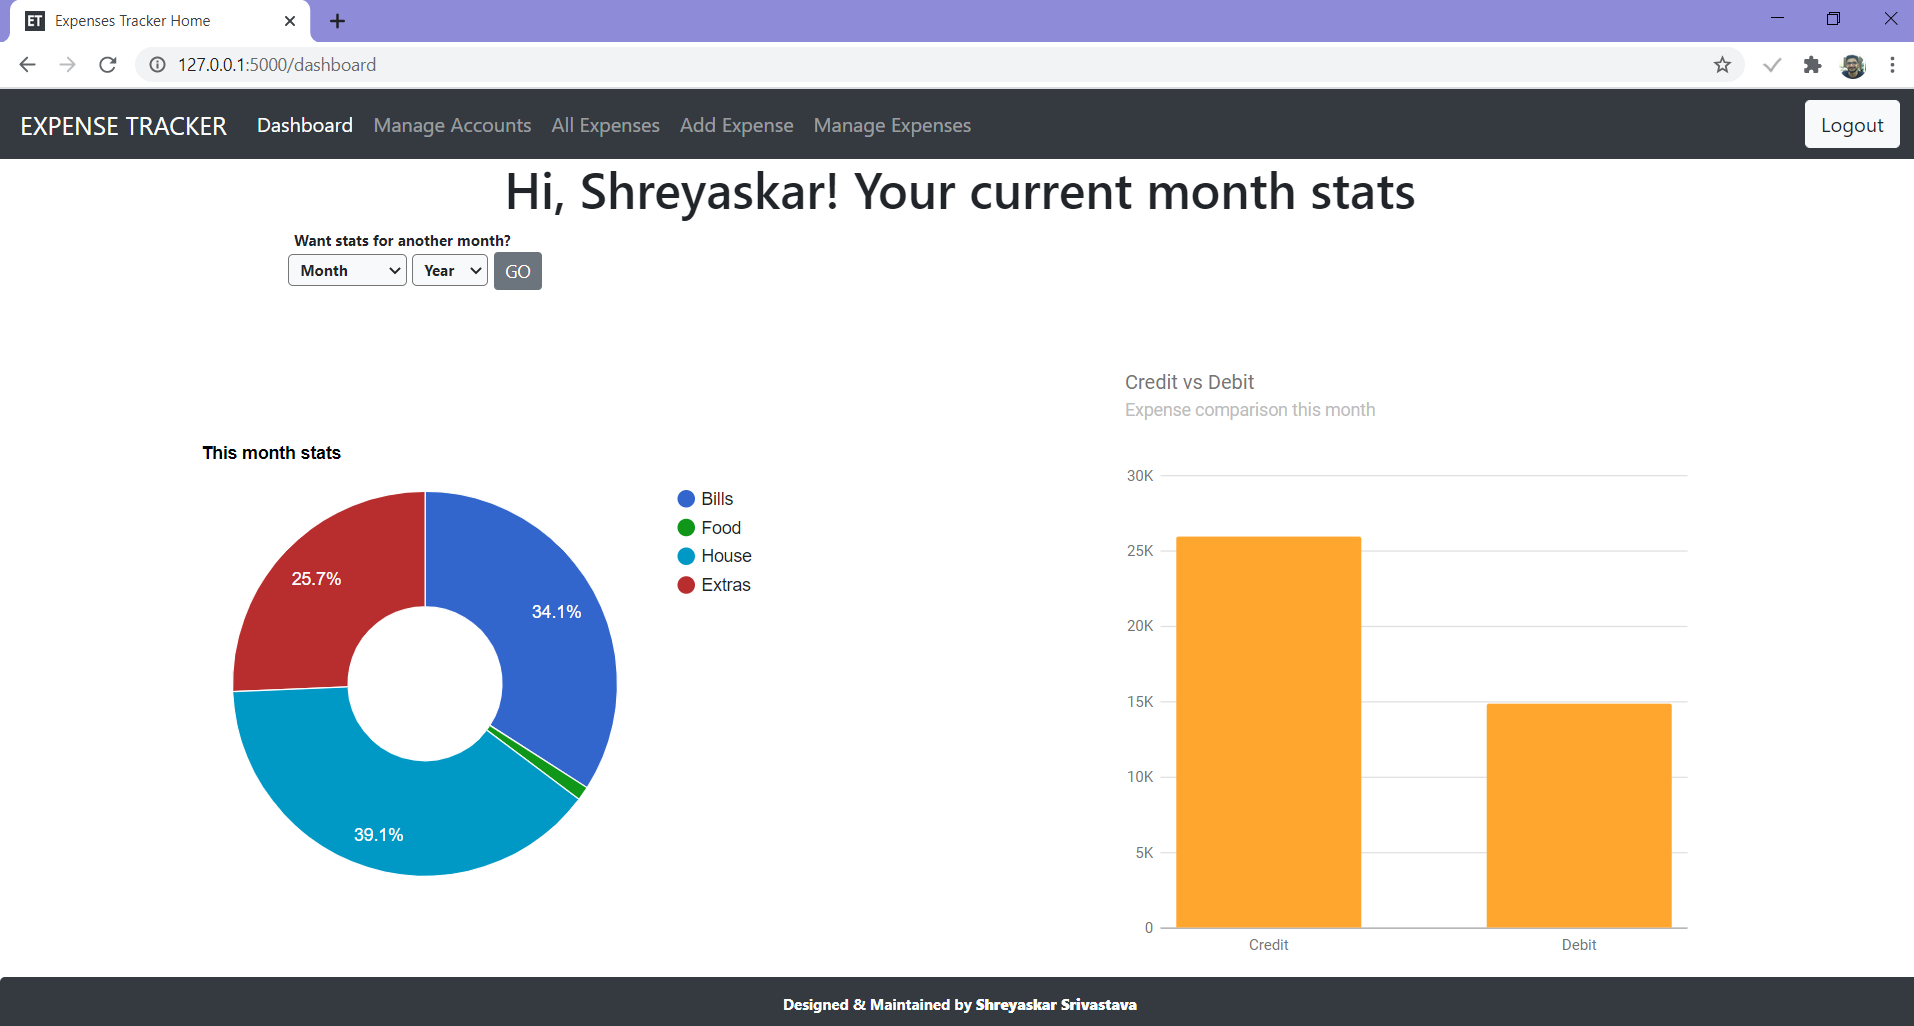 ET Expenses Tracker Home
127.0.0.1:5000/dashboard
EXPENSE TRACKER Dashboard Manage Accounts All Expenses Add Expense Manage Expenses Logout
Hi, Shreyaskar! Your current month stats
Want stats for another month?
Month Year GO
Credit vs Debit
Expense comparison this month
This month stats
Bills
Food
House
Extras
25.7%
34.1%
39.1%
30K
25K
20K
15K
10K
5K
0
Credit Debit
Designed & Maintained by Shreyaskar Srivastava